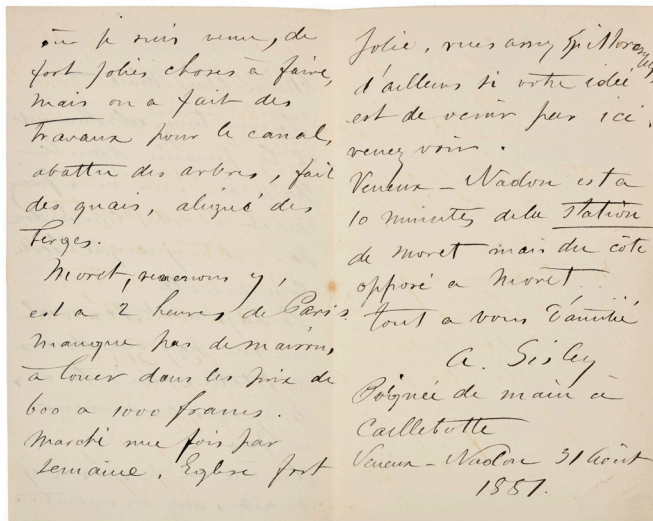 où je suis venu, de
fort jolies choses à faire,
mais on a fait des
travaux pour le canal,
abattu des arbres, fait
des quais, aligné des
berges.
Moret, revenons y,
est a 2 heures de Paris
manque pas de maisons,
à louer dans les prix de
600 a 1000 francs.
Marché une fois par
semaine. Eglise fort
jolie, vues assez pittoresques,
d'ailleurs si votre idée
est de venir par ici,
venez voir.
Veneux-Nadon est a
10 minutes de la station
de Moret mais du côté
opposé a Moret.
tout a vous d'amitié
A. Sisley
Poignée de main à
Caillebotte
Veneux-Nadon 31 Août
1881.